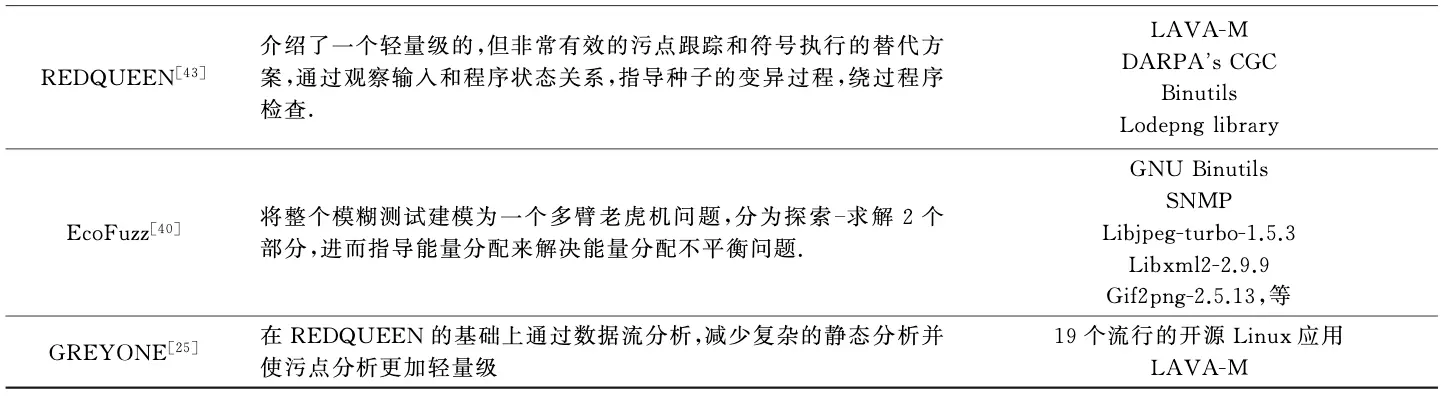 REDQUEEN[43]
介绍了一个轻量级的,但非常有效的污点跟踪和符号执行的替代方
案,通过观察输入和程序状态关系,指导种子的变异过程,绕过程序
检查.
LAVA-M
DARPA's CGC
Binutils
Lodepng library
EcoFuzz[40]
将整个模糊测试建模为一个多臂老虎机问题,分为探索-求解 2 个
部分,进而指导能量分配来解决能量分配不平衡问题.
GNU Binutils
SNMP
Libjpeg-turbo-1.5.3
Libxml2-2.9.9
Gif2png-2.5.13,等
GREYONE[25]
在 REDQUEEN 的基础上通过数据流分析,减少复杂的静态分析并
使污点分析更加轻量级
19 个流行的开源 Linux 应用
LAVA-M